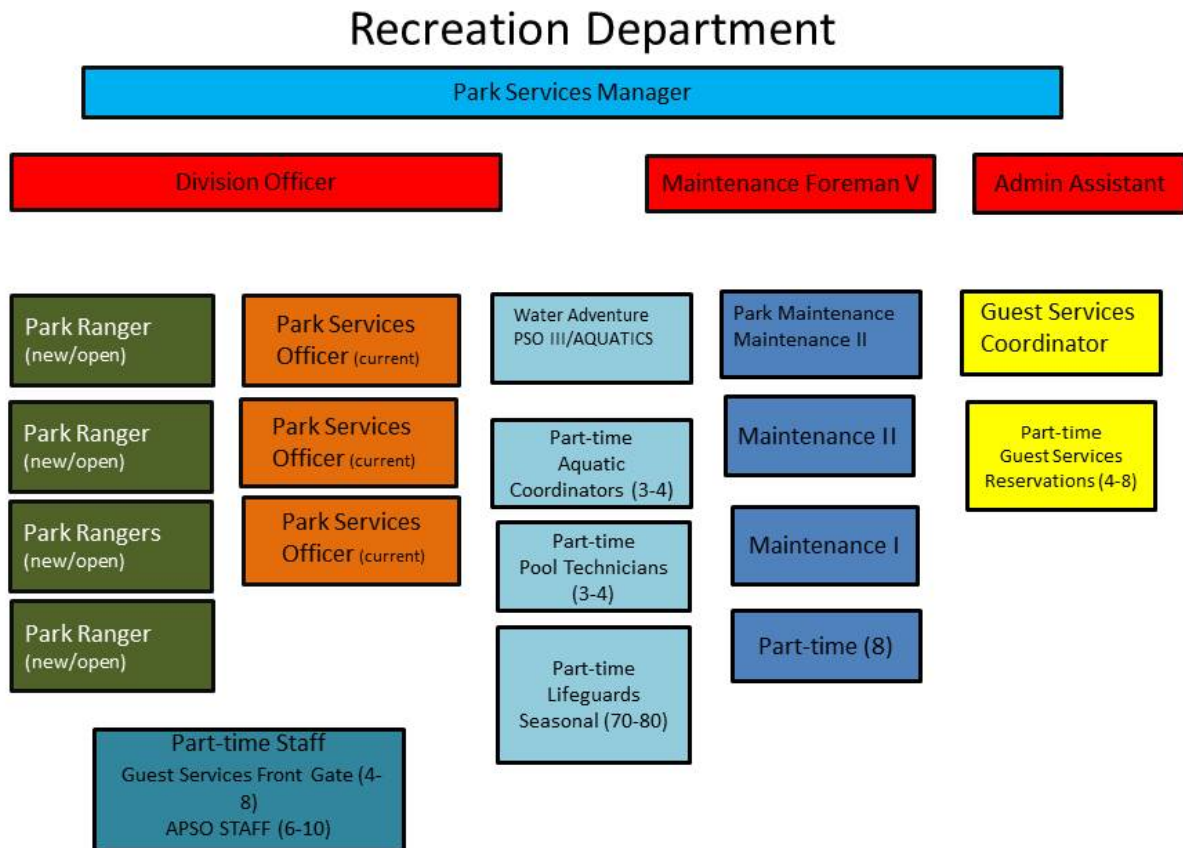 Recreation Department
Park Services Manager
Division Officer
Maintenance Foreman V
Admin Assistant
Park Ranger
(new/open)
Park Services
Officer (current)
Water Adventure
PSO III/AQUATICS
Park Maintenance
Maintenance II
Guest Services
Coordinator
Park Ranger
(new/open)
Park Services
Officer (current)
Part-time
Aquatic
Coordinators (3-4)
Maintenance II
Part-time
Guest Services
Reservations (4-8)
Park Rangers
(new/open)
Park Services
Officer (current)
Part-time
Pool Technicians
(3-4)
Maintenance I
Park Ranger
(new/open)
Part-time
Lifeguards
Seasonal (70-80)
Part-time (8)
Part-time Staff
Guest Services Front Gate (4-
8)
APSO STAFF (6-10)